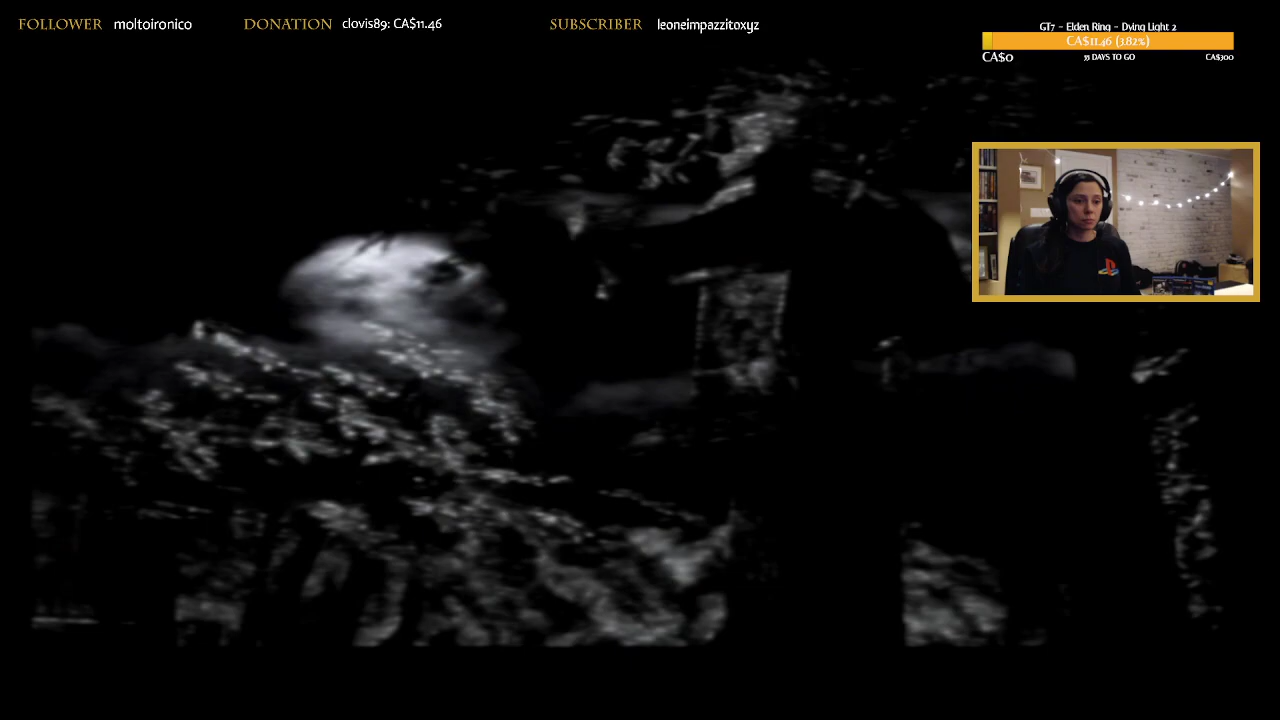 FOLLOWER moltoironico DONATION clovis89: CA$11.46 SUBSCRIBER leoneimpazzitoxyz
GT7 - Elden Ring - Dying Light 2
CA$11.46 (3.82%)
CA$0 33 DAYS TO GO CA$300